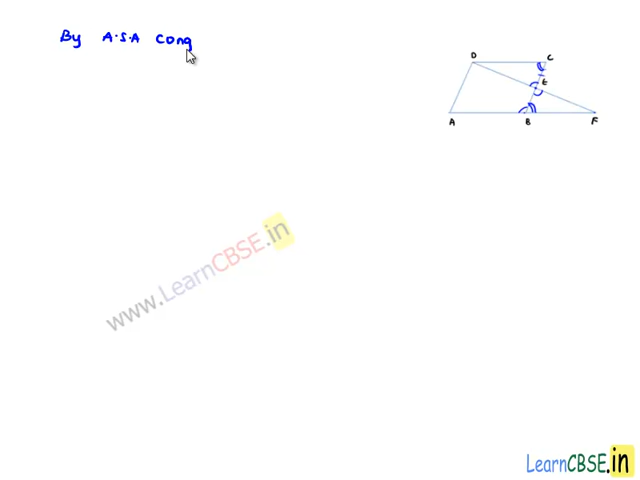 By A.S.A Cong
D C
E
A B F
www.LearnCBSE.in
LearnCBSE.in